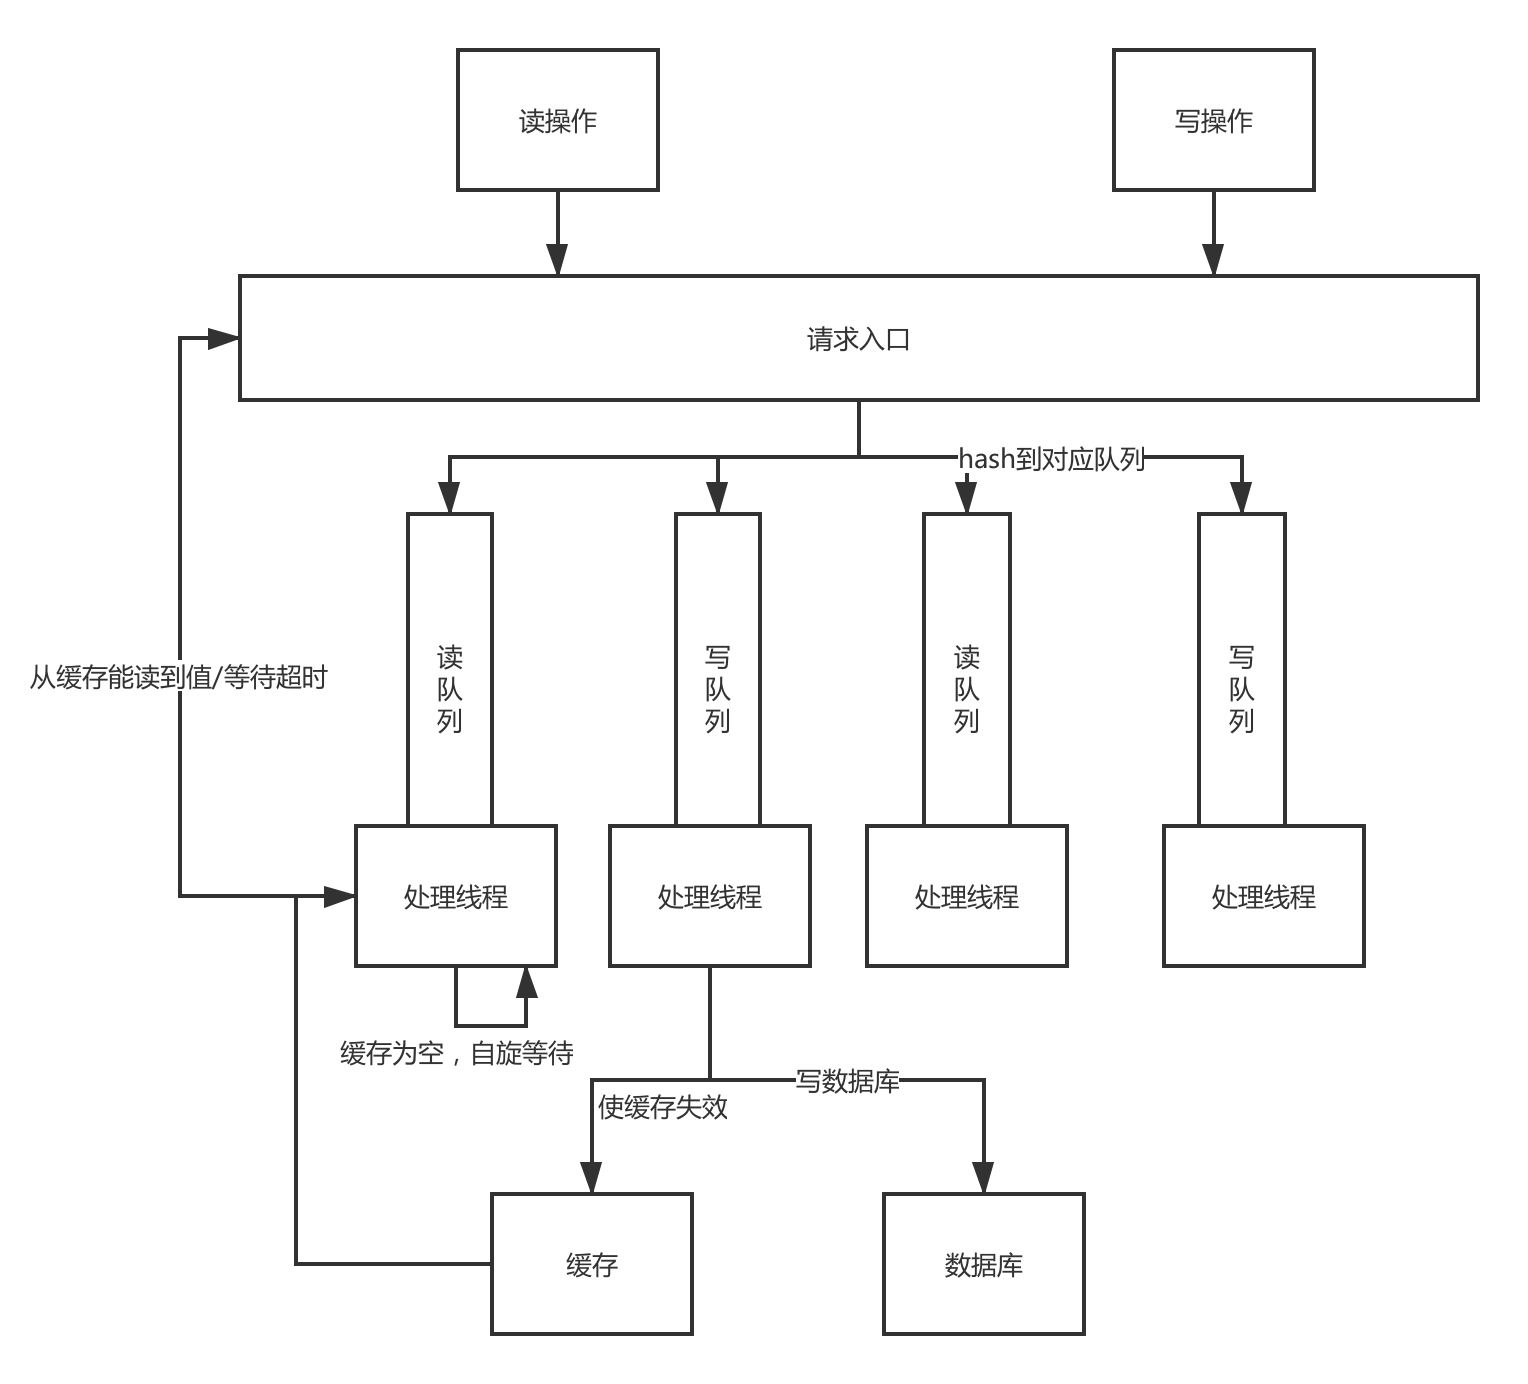 读操作
写操作
请求入口
hash到对应队列
从缓存能读到值/等待超时
读
队
列
写
队
列
读
队
列
写
队
列
处理线程
处理线程
处理线程
处理线程
缓存为空，自旋等待
写数据库
使缓存失效
缓存
数据库